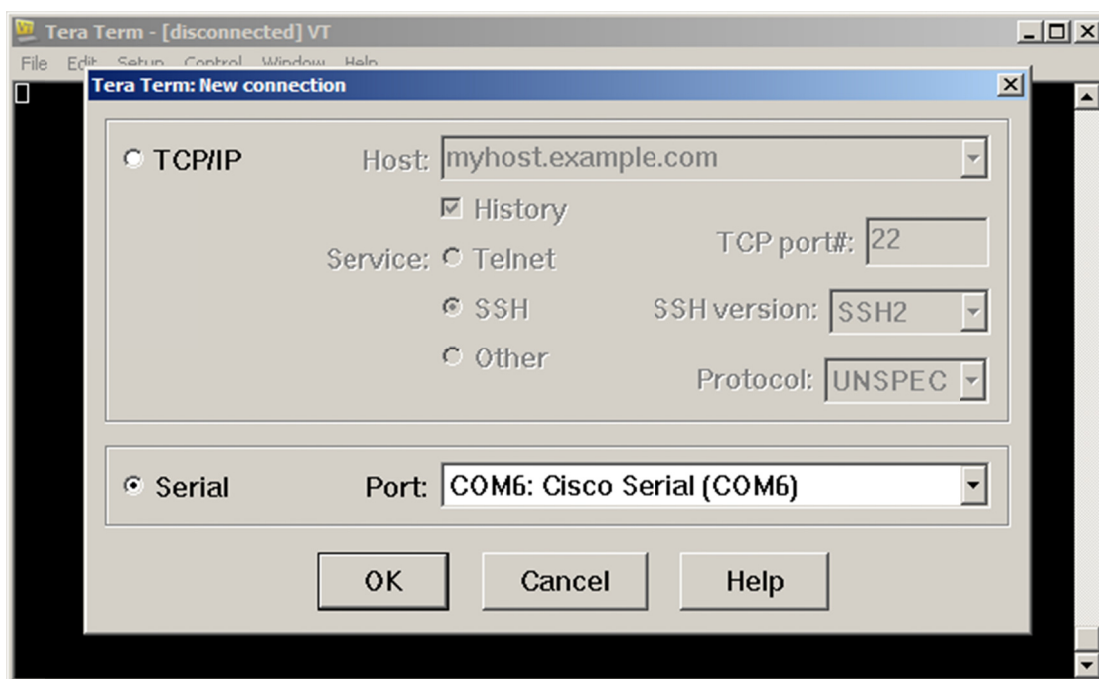 Tera Term - [disconnected] VT
File Edit Setup Control Window Help
Tera Term: New connection
TCP/IP
Host: myhost.example.com
History
Service: Telnet
TCP port#: 22
SSH
SSH version: SSH2
Other
Protocol: UNSPEC
Serial
Port: COM6: Cisco Serial (COM6)
OK Cancel Help